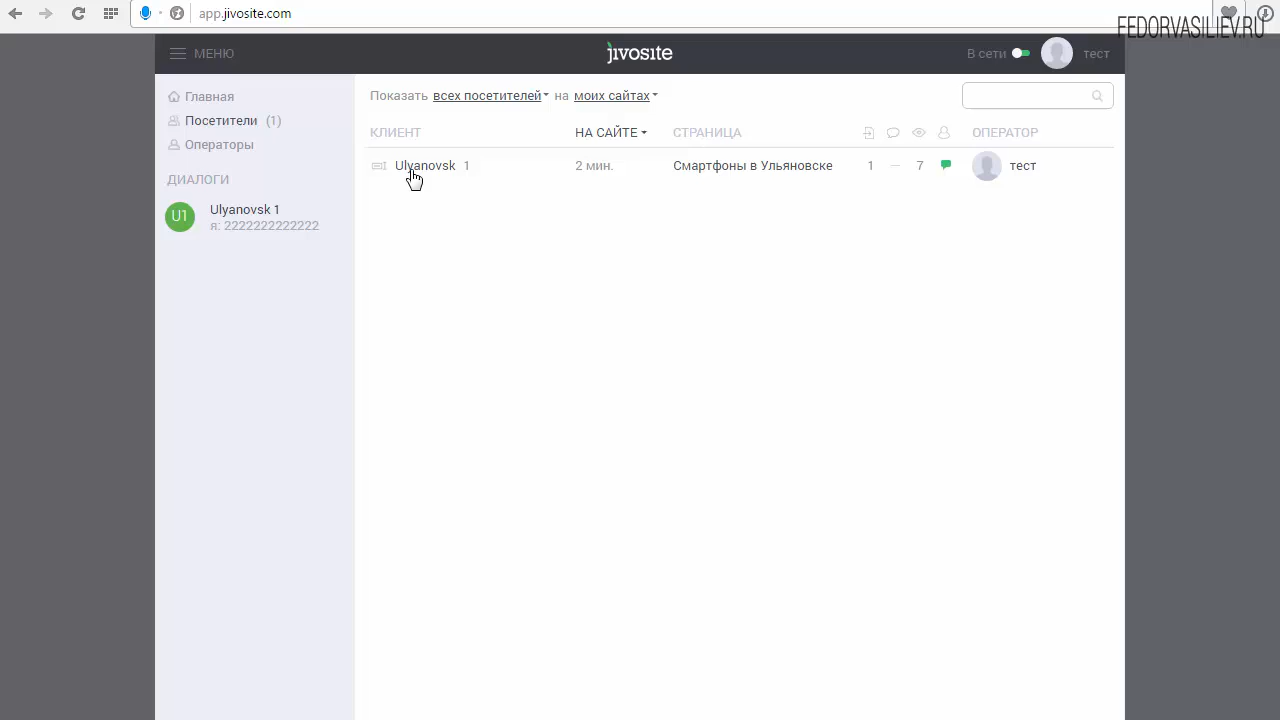 app.jivosite.com
FEDORVASILIEV.RU
МЕНЮ
jivosite
В сети
тест
Главная
Посетители (1)
Операторы
ДИАЛОГИ
U1
Ulyanovsk 1
я: 2222222222222
Показать всех посетителей на моих сайтах
КЛИЕНТ НА САЙТЕ СТРАНИЦА ОПЕРАТОР
Ulyanovsk 1 2 мин. Смартфоны в Ульяновске 1 — 7 тест